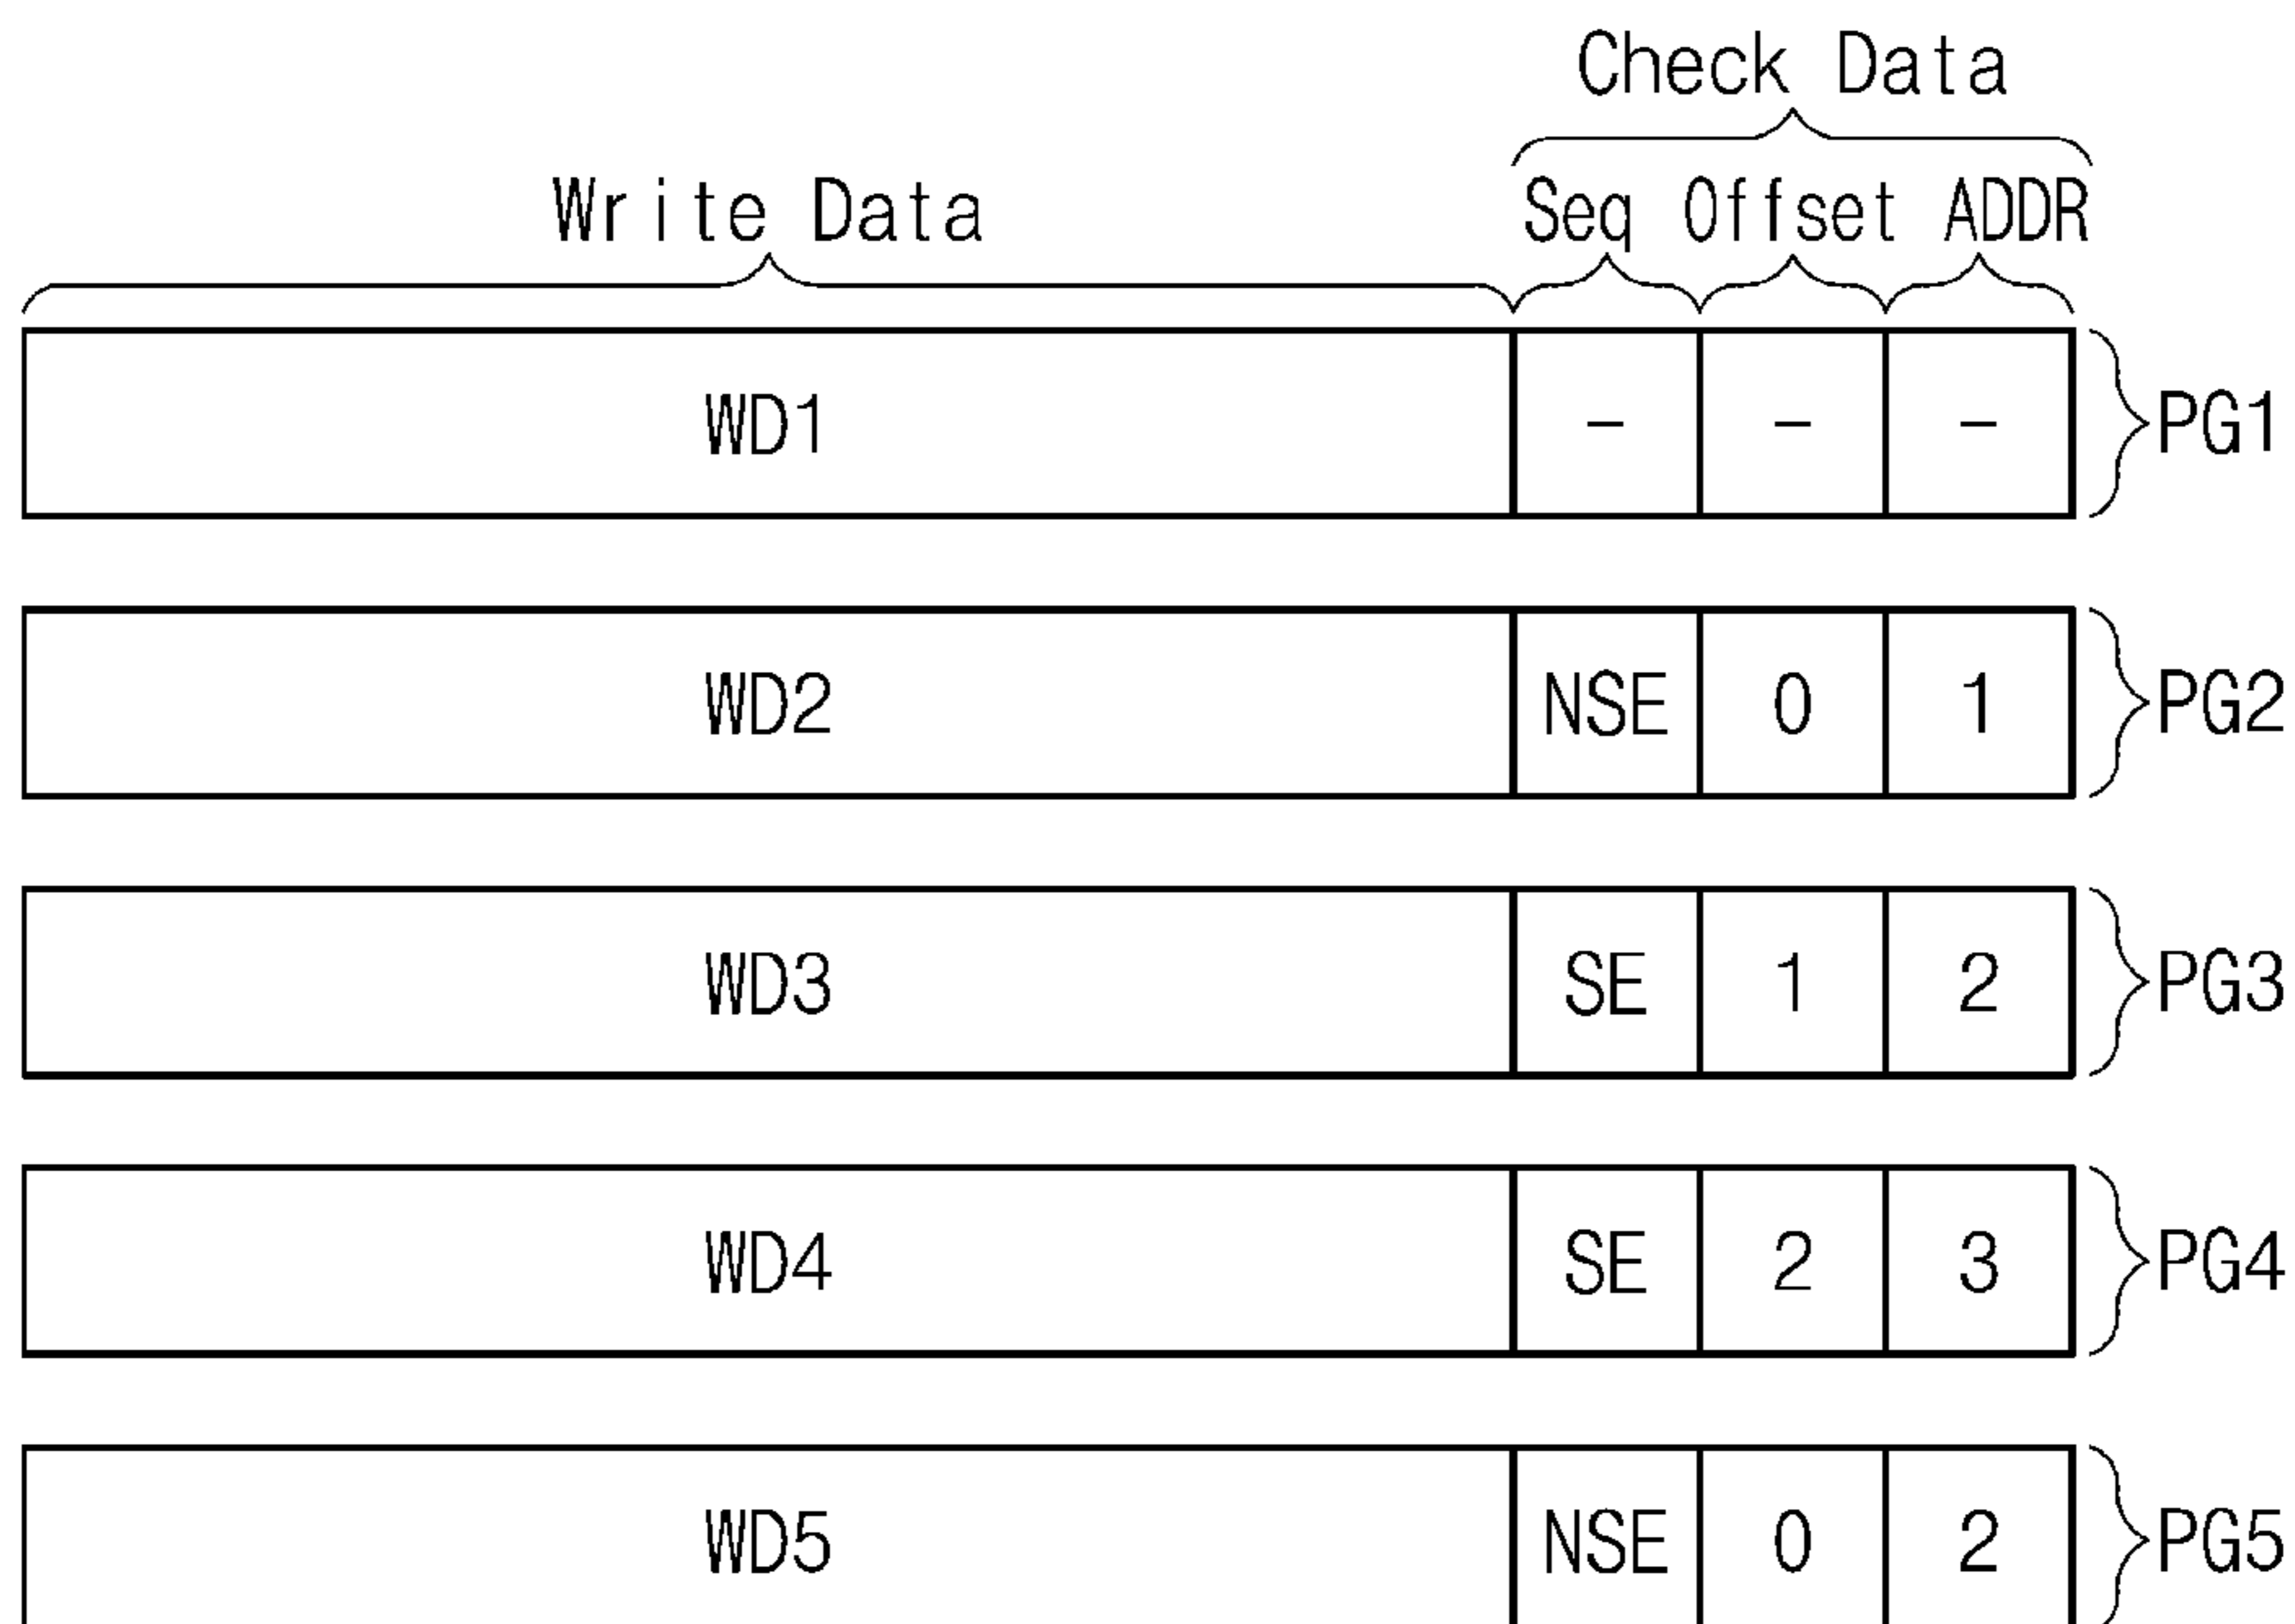 Check Data
Write Data Seq Offset ADDR
WD1 - - - PG1
WD2 NSE 0 1 PG2
WD3 SE 1 2 PG3
WD4 SE 2 3 PG4
WD5 NSE 0 2 PG5